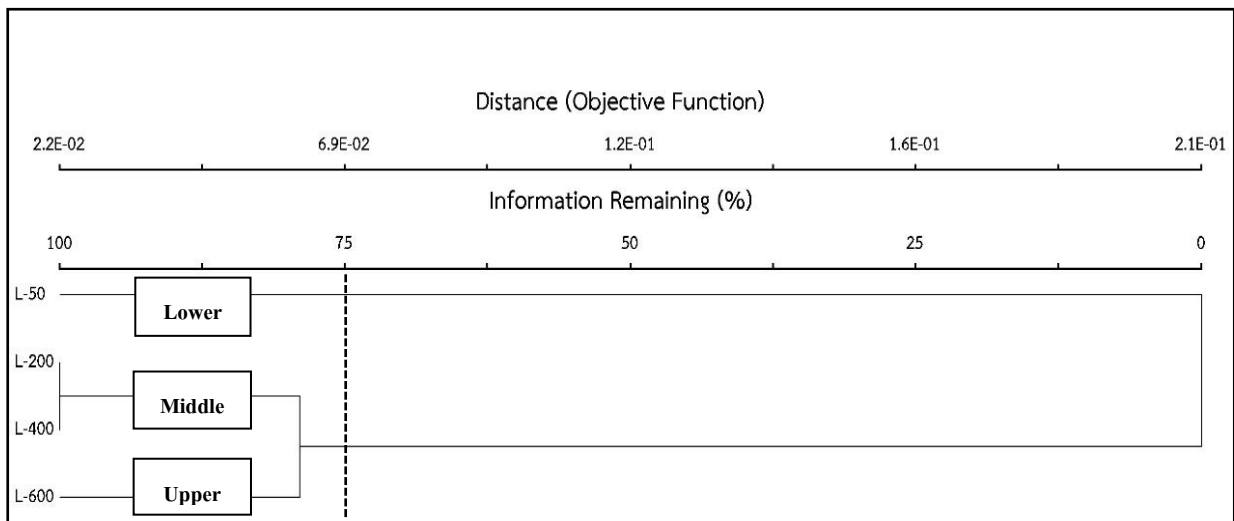 Distance (Objective Function)
2.2E-02 6.9E-02 1.2E-01 1.6E-01 2.1E-01
Information Remaining (%)
100 75 50 25 0
L-50
Lower
L-200
Middle
L-400
Upper
L-600